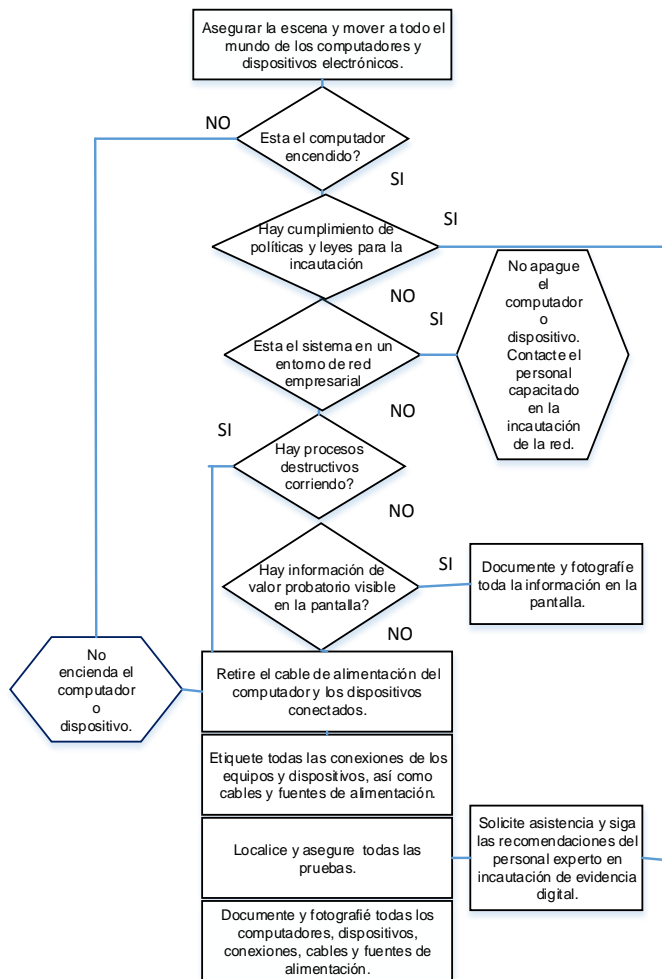 Asegurar la escena y mover a todo el
mundo de los computadores y
dispositivos electrónicos.
NO
Esta el computador
encendido?
SI
Hay cumplimiento de
políticas y leyes para la
incautación
SI
NO
No apague
el
computador
o
dispositivo.
Contacte el
personal
capacitado
en la
incautación
de la red.
SI
Esta el sistema en un
entorno de red
empresarial
NO
SI
Hay procesos
destructivos
corriendo?
NO
Hay información de
valor probatorio visible
en la pantalla?
SI
Documente y fotografíe
toda la información en la
pantalla.
NO
No
encienda el
computador
o
dispositivo.
Retire el cable de alimentación del
computador y los dispositivos
conectados.
Etiquete todas las conexiones de los
equipos y dispositivos, así como
cables y fuentes de alimentación.
Localice y asegure todas las
pruebas.
Solicite asistencia y siga
las recomendaciones del
personal experto en
incautación de evidencia
digital.
Documente y fotografié todas los
computadores, dispositivos,
conexiones, cables y fuentes de
alimentación.